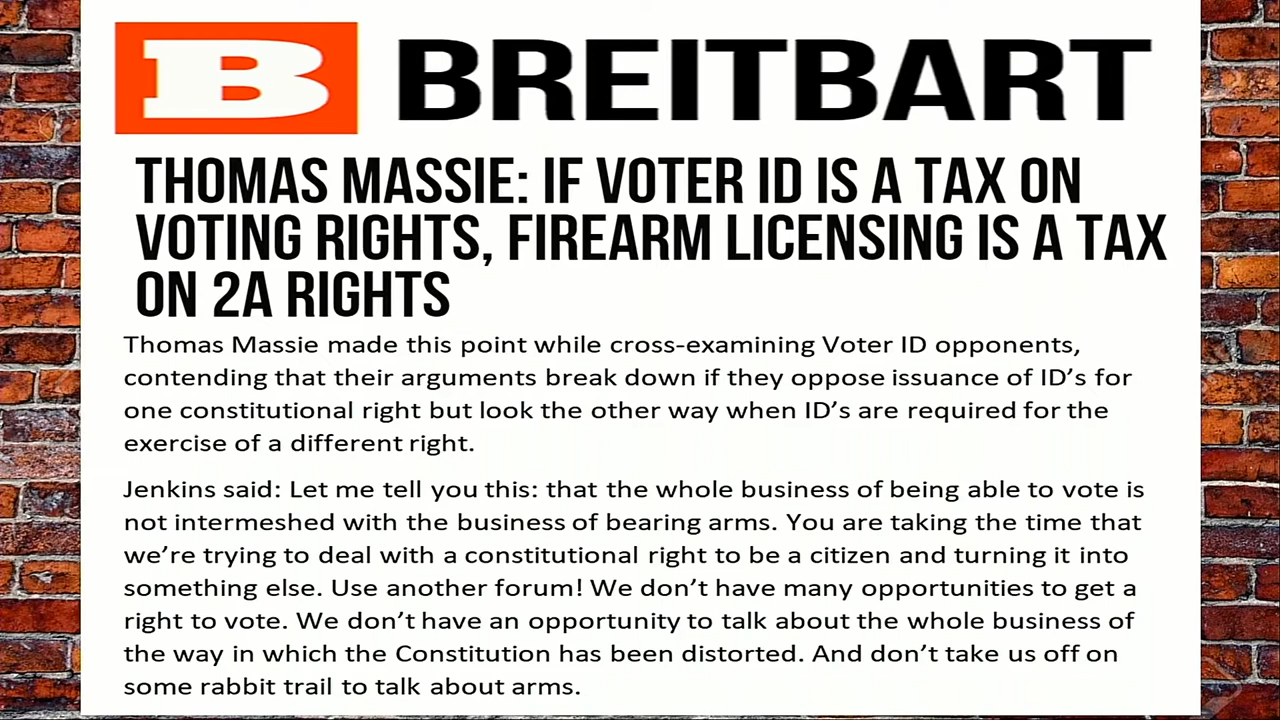 B BREITBART
THOMAS MASSIE: IF VOTER ID IS A TAX ON
VOTING RIGHTS, FIREARM LICENSING IS A TAX
ON 2A RIGHTS
Thomas Massie made this point while cross-examining Voter ID opponents,
contending that their arguments break down if they oppose issuance of ID’s for
one constitutional right but look the other way when ID’s are required for the
exercise of a different right.
Jenkins said: Let me tell you this: that the whole business of being able to vote is
not intermeshed with the business of bearing arms. You are taking the time that
we’re trying to deal with a constitutional right to be a citizen and turning it into
something else. Use another forum! We don’t have many opportunities to get a
right to vote. We don’t have an opportunity to talk about the whole business of
the way in which the Constitution has been distorted. And don’t take us off on
some rabbit trail to talk about arms.